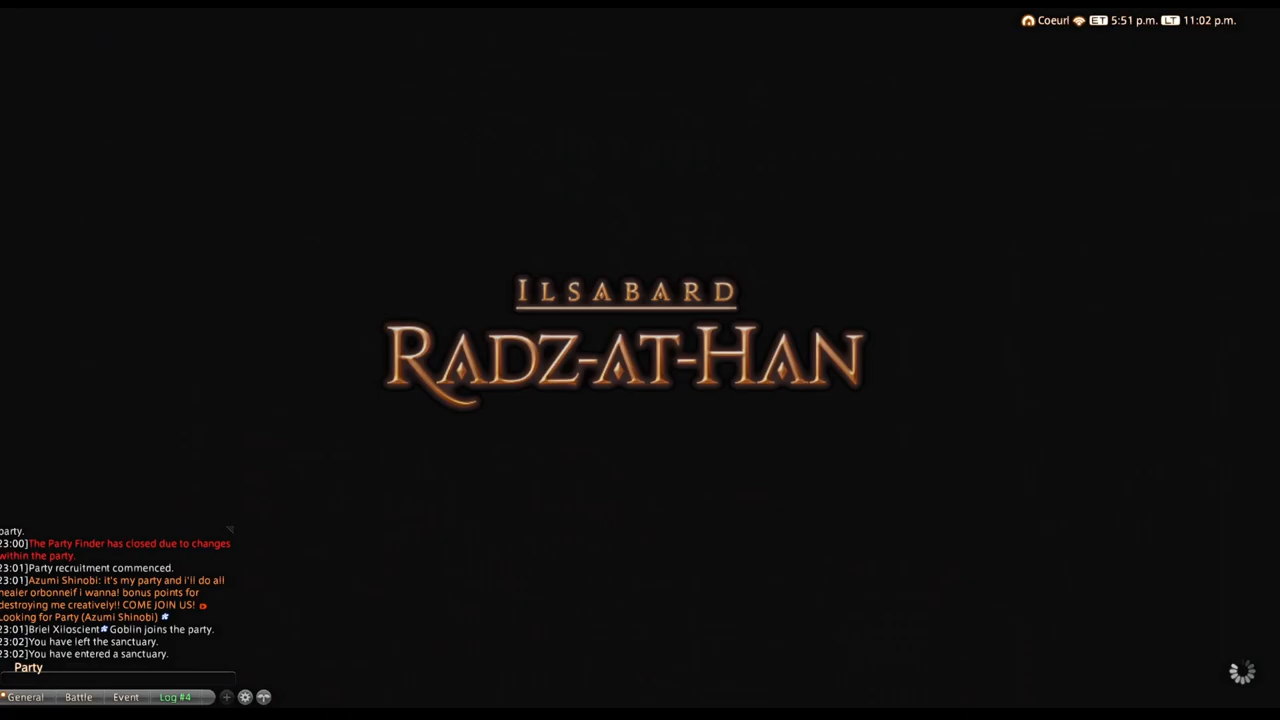 Coeurl ET 5:51 p.m. LT 11:02 p.m.
ILSABARD
RADZ-AT-HAN
party.
23:00]The Party Finder has closed due to changes
within the party.
23:01]Party recruitment commenced.
23:01]Azumi Shinobi: it's my party and i'll do all
healer orbonneif i wanna! bonus points for
destroying me creatively!! COME JOIN US!
Looking for Party (Azumi Shinobi)
23:01]Briel Xiloscient Goblin joins the party.
23:02]You have left the sanctuary.
23:02]You have entered a sanctuary.
Party
General Battle Event Log #4